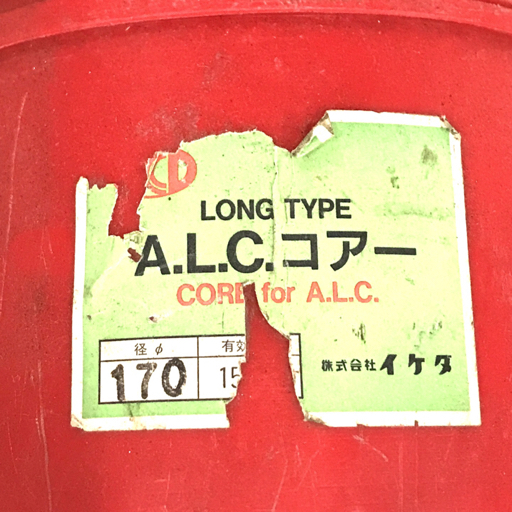 LONG TYPE
A.L.C.コアー
CORE for A.L.C.
径φ 有効
170 15
株式会社イケダ